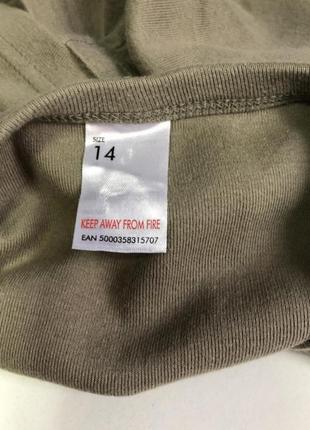 SIZE
14
KEEP AWAY FROM FIRE
EAN 5000358315707